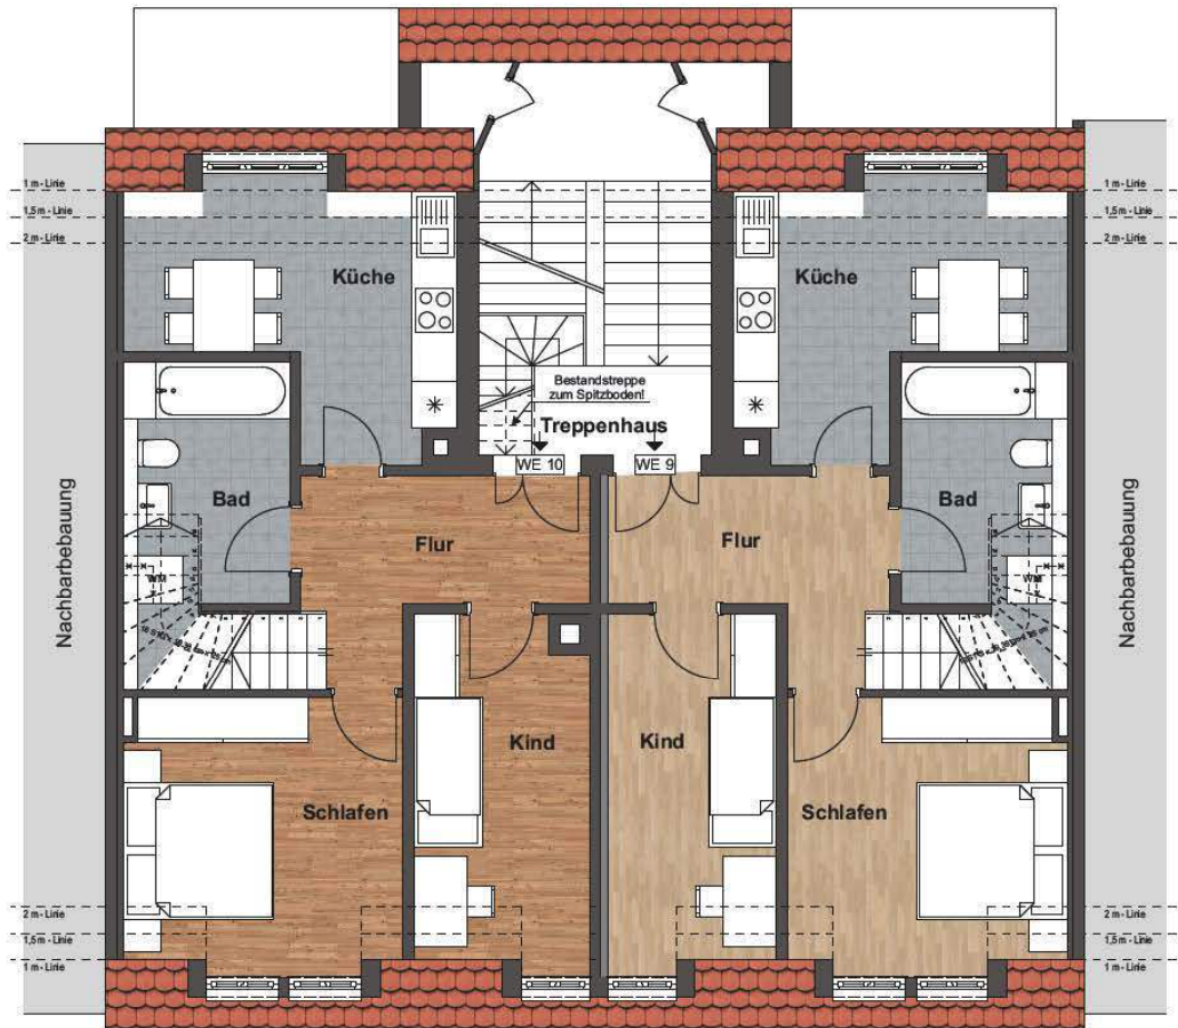 1 m - Linie
1 m - Linie
1,5 m - Linie
1,5 m - Linie
2 m - Linie
2 m - Linie
Küche
Küche
Bestandstreppe
zum Spitzboden!
Treppenhaus
WE 10
WE 9
Bad
Bad
Flur
Flur
Nachbarbebauung
Nachbarbebauung
WM
WM
Kind
Kind
Schlafen
Schlafen
2 m - Linie
2 m - Linie
1,5 m - Linie
1,5 m - Linie
1 m - Linie
1 m - Linie